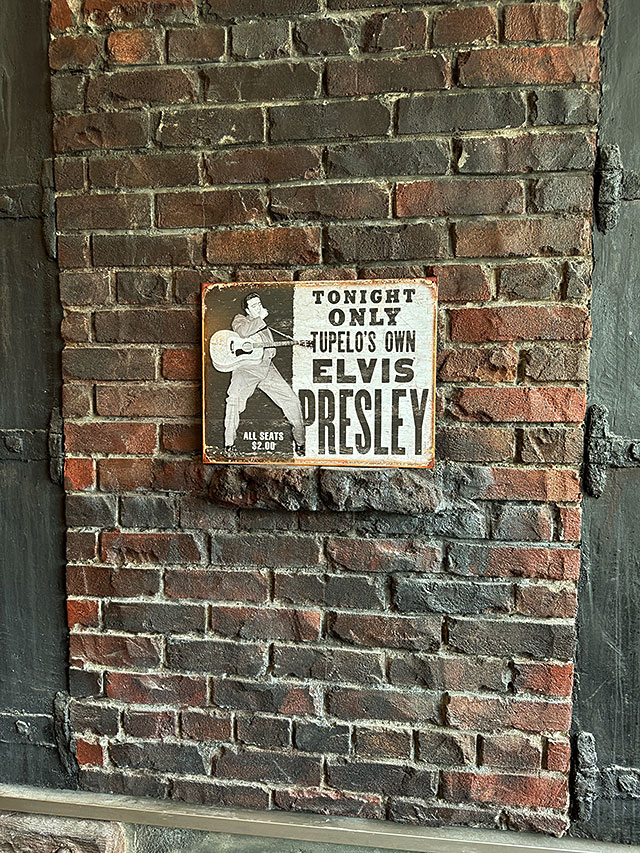 TONIGHT
ONLY
TUPELO'S OWN
ELVIS
PRESLEY
ALL SEATS
$2.00